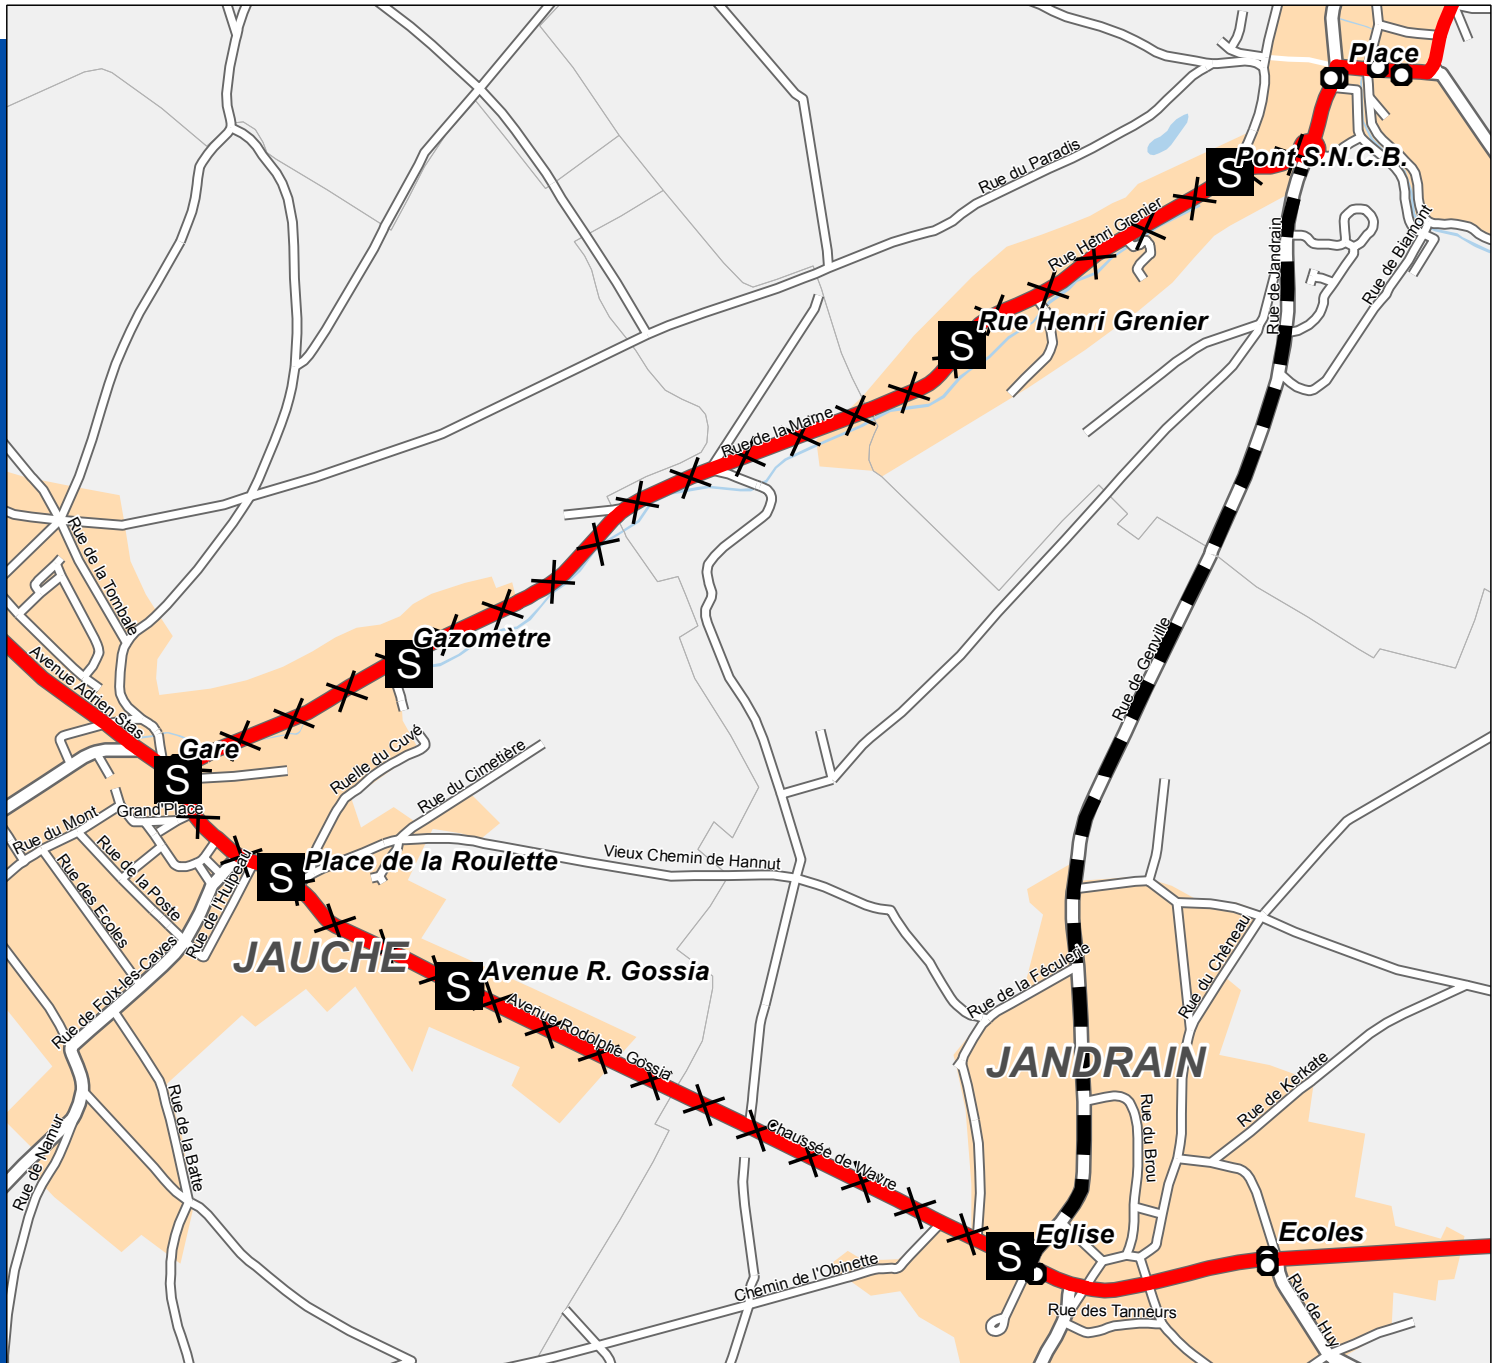 Place
S
Pont S.N.C.B.
Rue du Paradis
Rue Henri Grenier
Rue de Jandrain
Rue de Biamont
S
Rue Henri Grenier
Rue de la Marne
Rue de la Tombale
Gazomètre
S
Rue de Genville
Avenue Adrien Stas
Gare
S
Ruelle du Cuvé
Rue du Cimetière
Grand'Place
Rue du Mont
Rue de la Poste
Rue des Ecoles
Rue de l'Hulpeau
S
Place de la Roulette
Vieux Chemin de Hannut
JAUCHE
Rue de Folx-les-Caves
S
Avenue R. Gossia
Avenue Rodolphe Gossia
Rue de la Féculerie
Rue du Chêneau
JANDRAIN
Rue de Kerkate
Rue du Brou
Rue de Namur
Rue de la Batte
Chaussée de Wavre
S
Eglise
Ecoles
Chemin de l'Obinette
Rue des Tanneurs
Rue de Huy